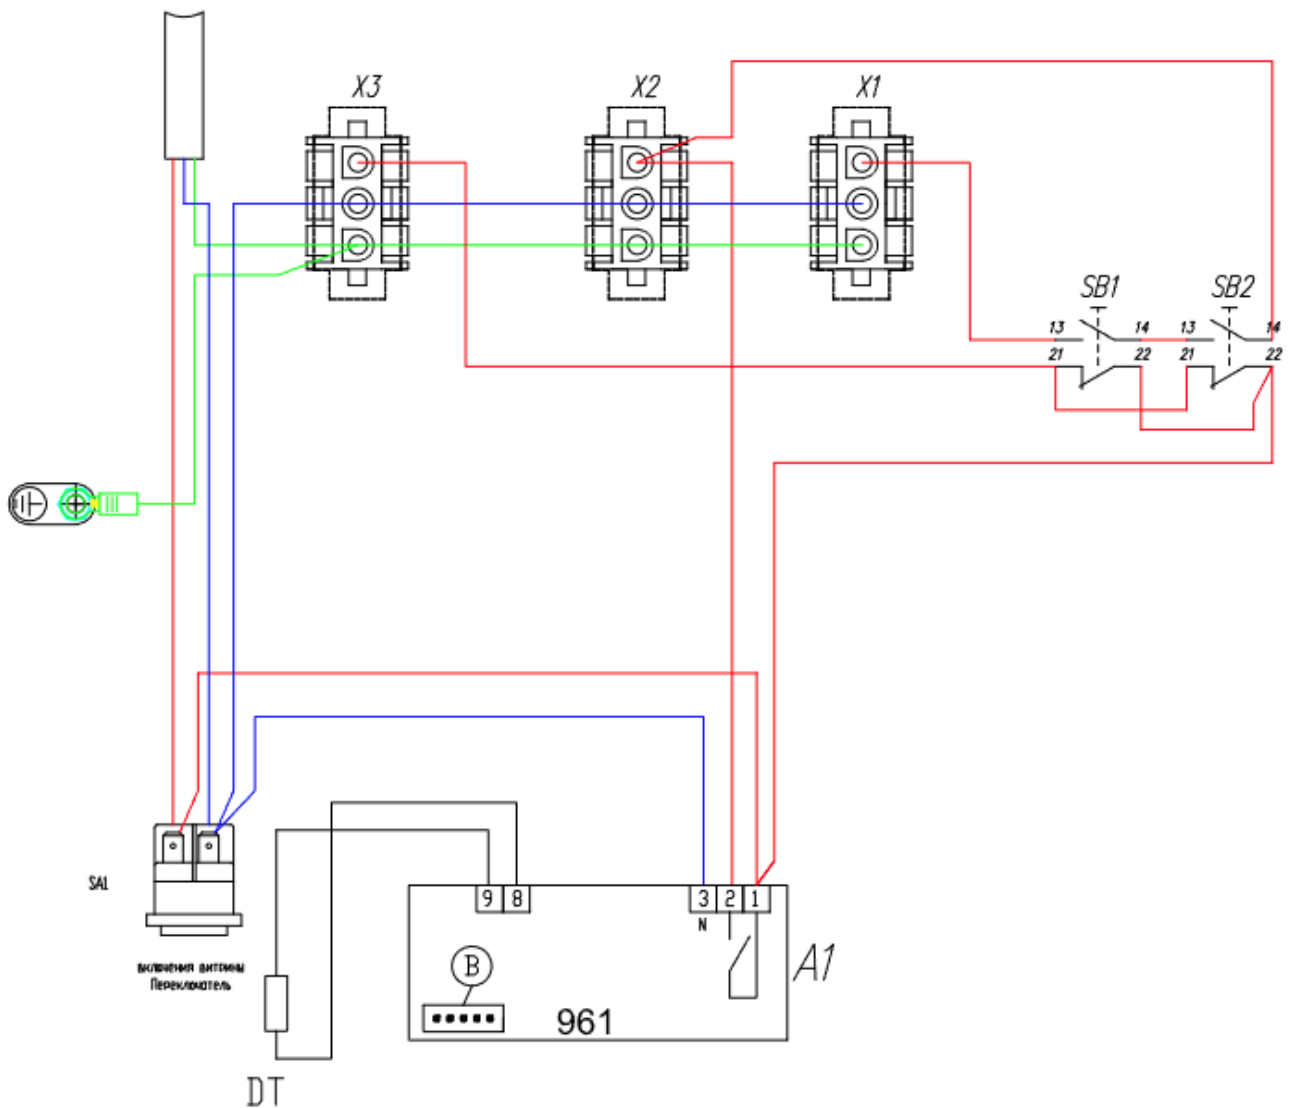 X3 X2 X1
SB1 SB2
13 14 13 14
21 22 21 22
SA1
9 8 3 2 1
N
включения витрины
Переключатель
B
A1
961
DT